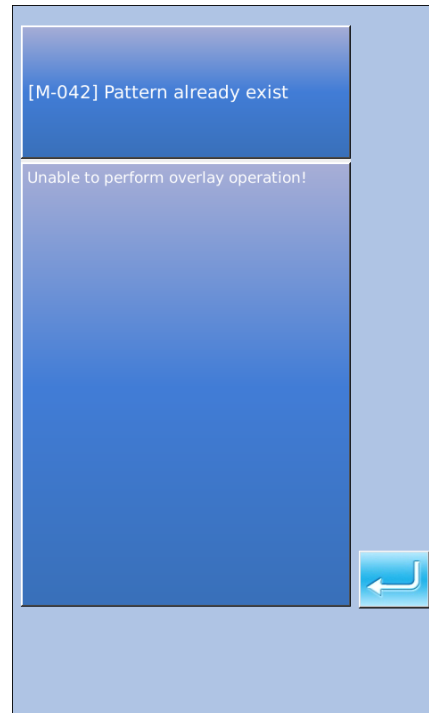 [M-042] Pattern already exist
Unable to perform overlay operation!